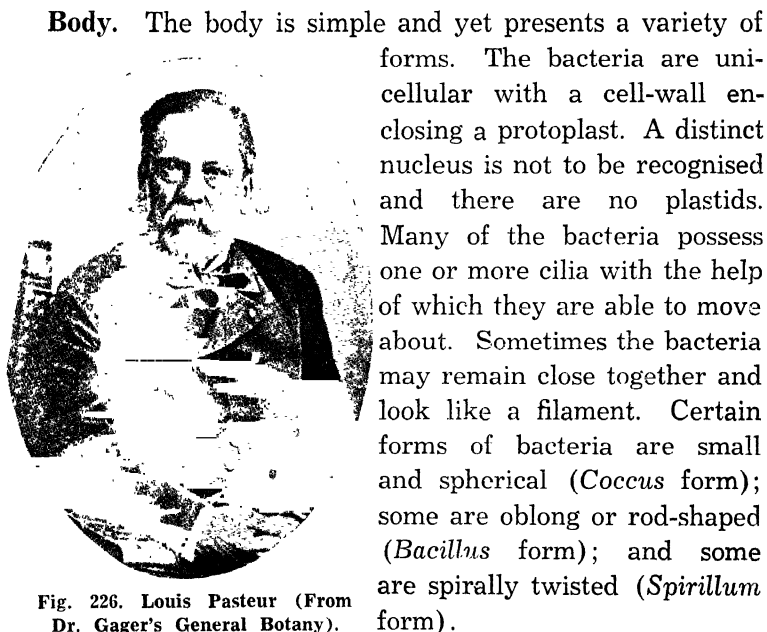 Body. The body is simple and yet presents a variety of
forms. The bacteria are uni-
cellular with a cell-wall en-
closing a protoplast. A distinct
nucleus is not to be recognised
and there are no plastids.
Many of the bacteria possess
one or more cilia with the help
of which they are able to move
about. Sometimes the bacteria
may remain close together and
look like a filament. Certain
forms of bacteria are small
and spherical (Coccus form);
some are oblong or rod-shaped
(Bacillus form); and some
are spirally twisted (Spirillum
form).
Fig. 226. Louis Pasteur (From
Dr. Gager's General Botany).